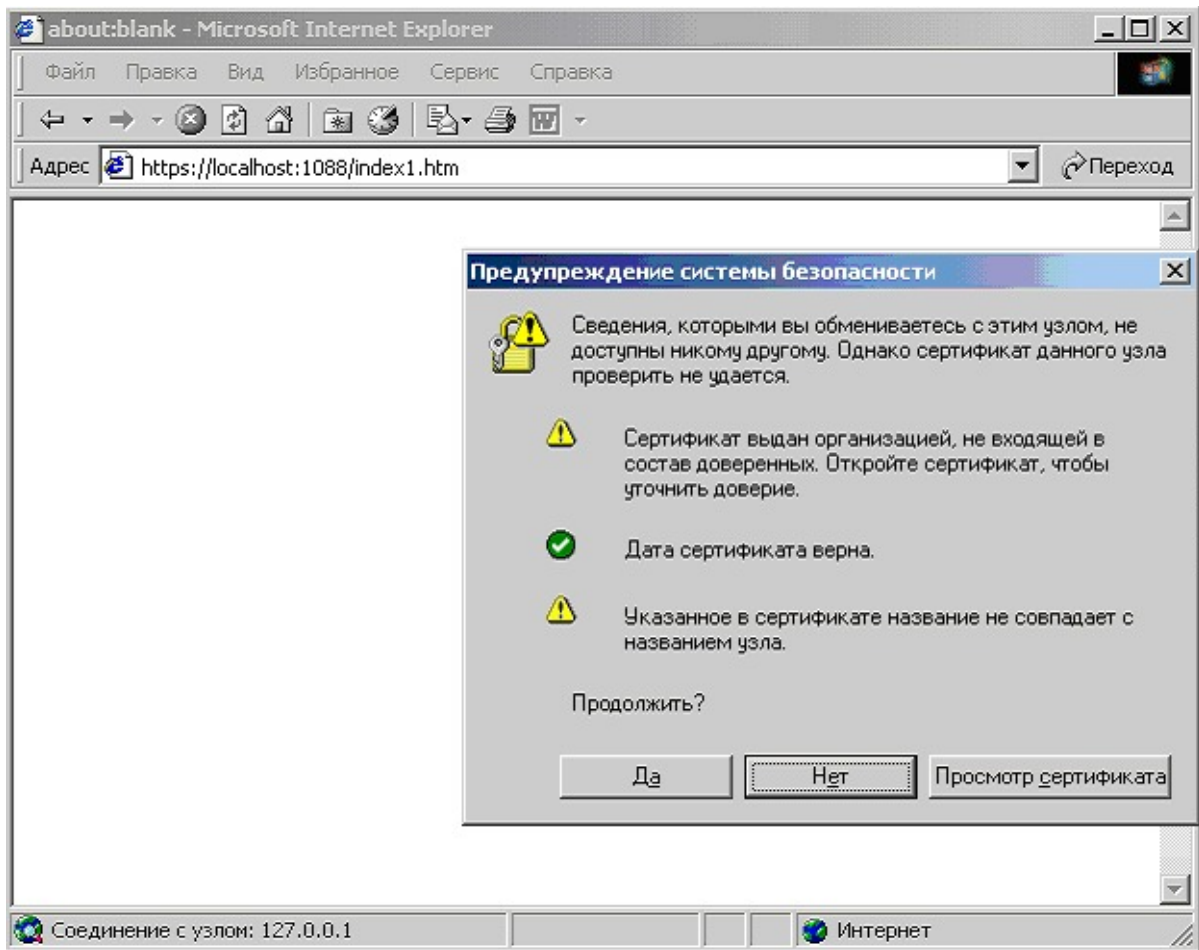 about:blank - Microsoft Internet Explorer
Файл Правка Вид Избранное Сервис Справка
Адрес https://localhost:1088/index1.htm Переход
Предупреждение системы безопасности
Сведения, которыми вы обмениваетесь с этим узлом, не
доступны никому другому. Однако сертификат данного узла
проверить не удается.
Сертификат выдан организацией, не входящей в
состав доверенных. Откройте сертификат, чтобы
уточнить доверие.
Дата сертификата верна.
Указанное в сертификате название не совпадает с
названием узла.
Продолжить?
Да Нет Просмотр сертификата
Соединение с узлом: 127.0.0.1 Интернет